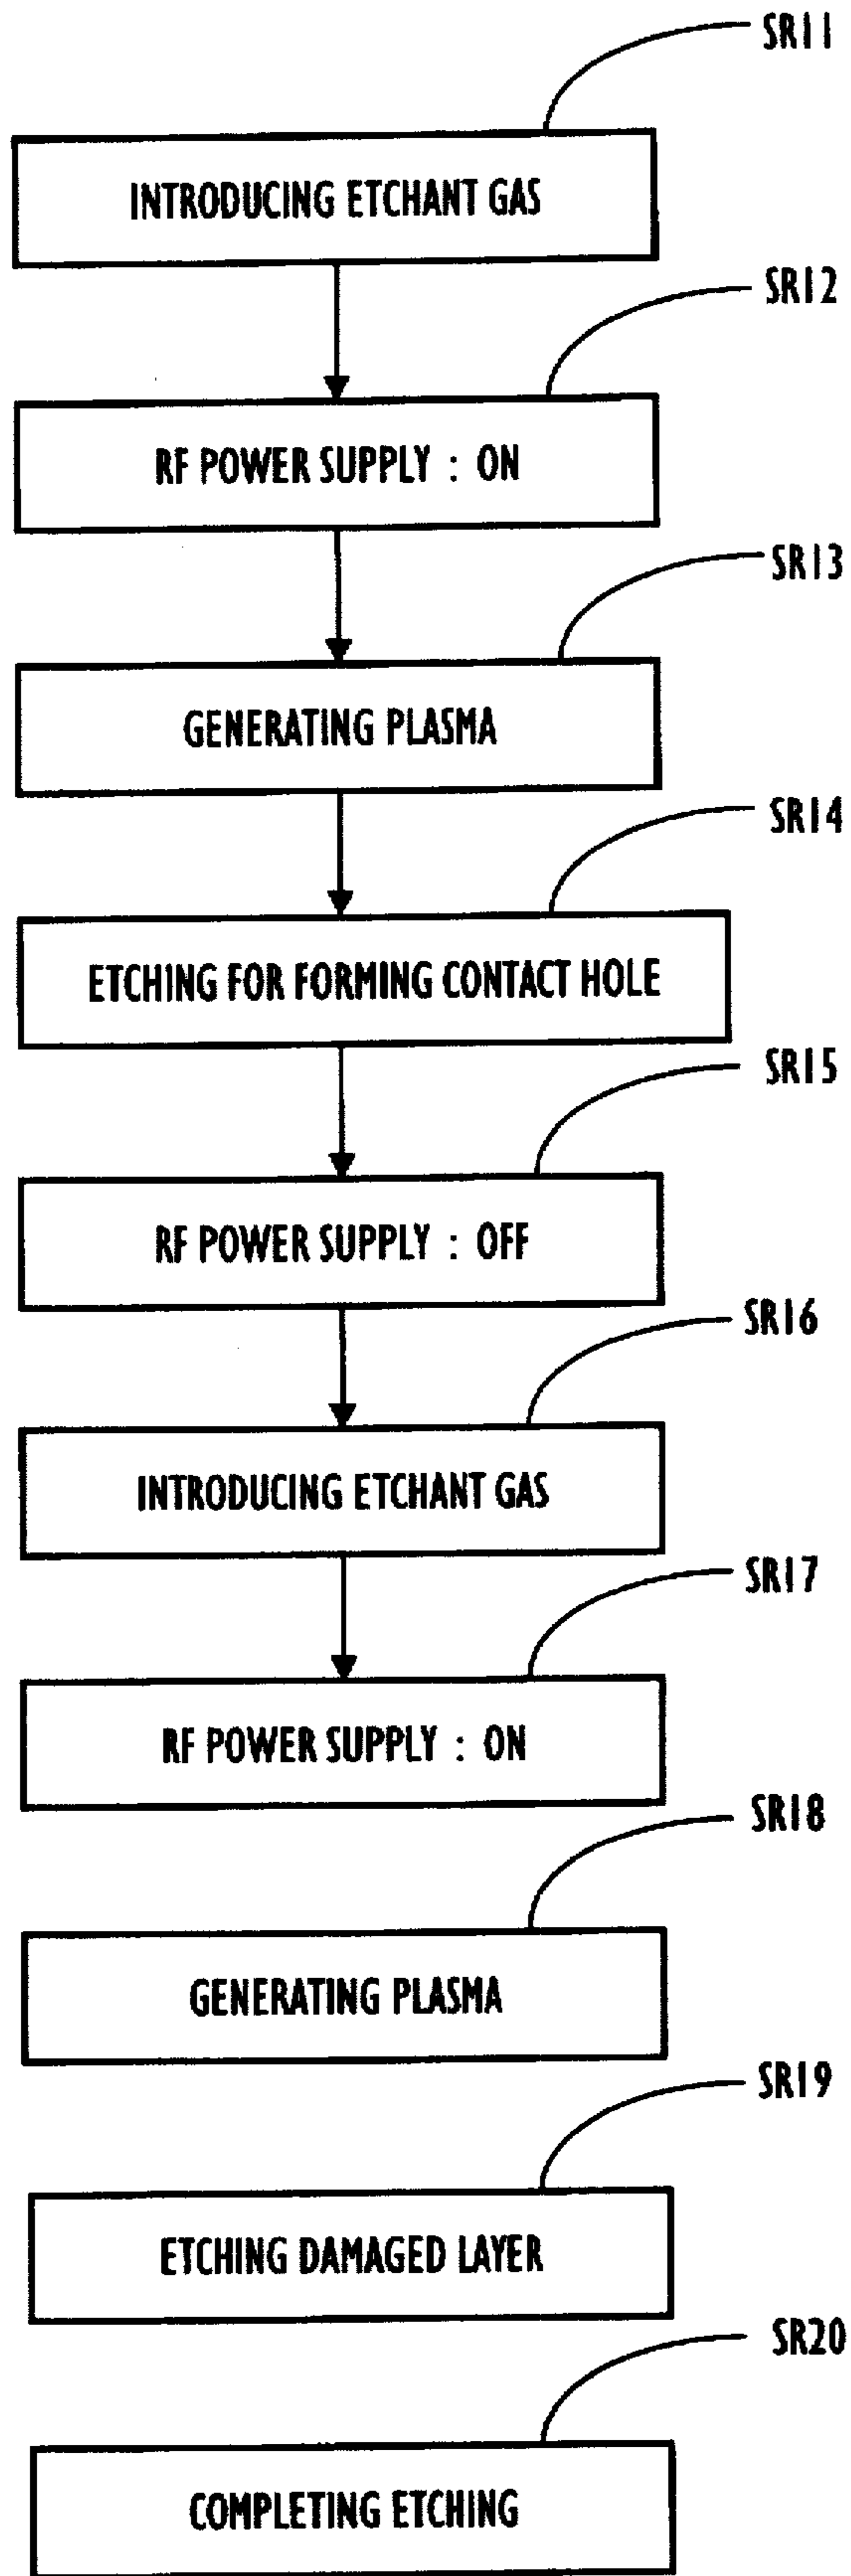 SR11
INTRODUCING ETCHANT GAS
SR12
RF POWER SUPPLY : ON
SR13
GENERATING PLASMA
SR14
ETCHING FOR FORMING CONTACT HOLE
SR15
RF POWER SUPPLY : OFF
SR16
INTRODUCING ETCHANT GAS
SR17
RF POWER SUPPLY : ON
SR18
GENERATING PLASMA
SR19
ETCHING DAMAGED LAYER
SR20
COMPLETING ETCHING